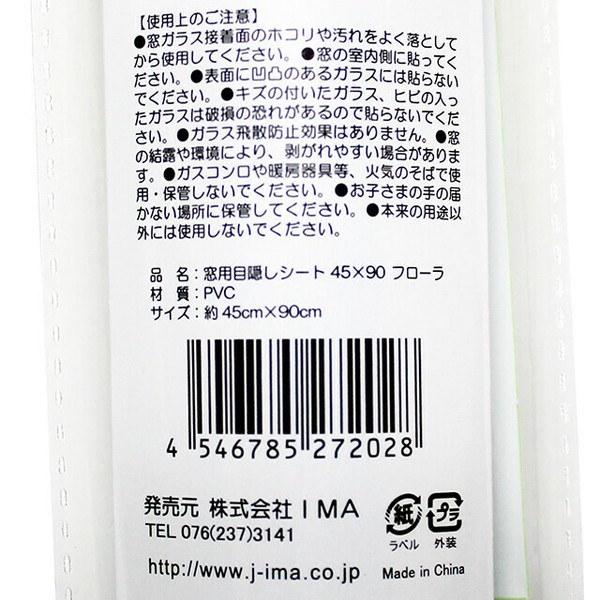 【使用上のご注意】
●窓ガラス接着面のホコリや汚れをよく落として
から使用してください。●窓の室内側に貼ってく
ださい。●表面に凹凸のあるガラスには貼らない
でください。●キズの付いたガラス、ヒビの入っ
たガラスは破損の恐れがあるので貼らないでくだ
さい。●ガラス飛散防止効果はありません。●窓
の結露や環境により、剥がれやすい場合がありま
す。●ガスコンロや暖房器具等、火気のそばで使
用・保管しないでください。●お子さまの手の届
かない場所に保管してください。●本来の用途以
外には使用しないでください。
品 名：窓用目隠しシート 45×90 フローラ
材 質：PVC
サイズ：約 45cm×90cm
4 546785 272028
発売元 株式会社 IMA
TEL 076(237)3141
http://www.j-ima.co.jp
紙
ラベル
プラ
外装
Made in China